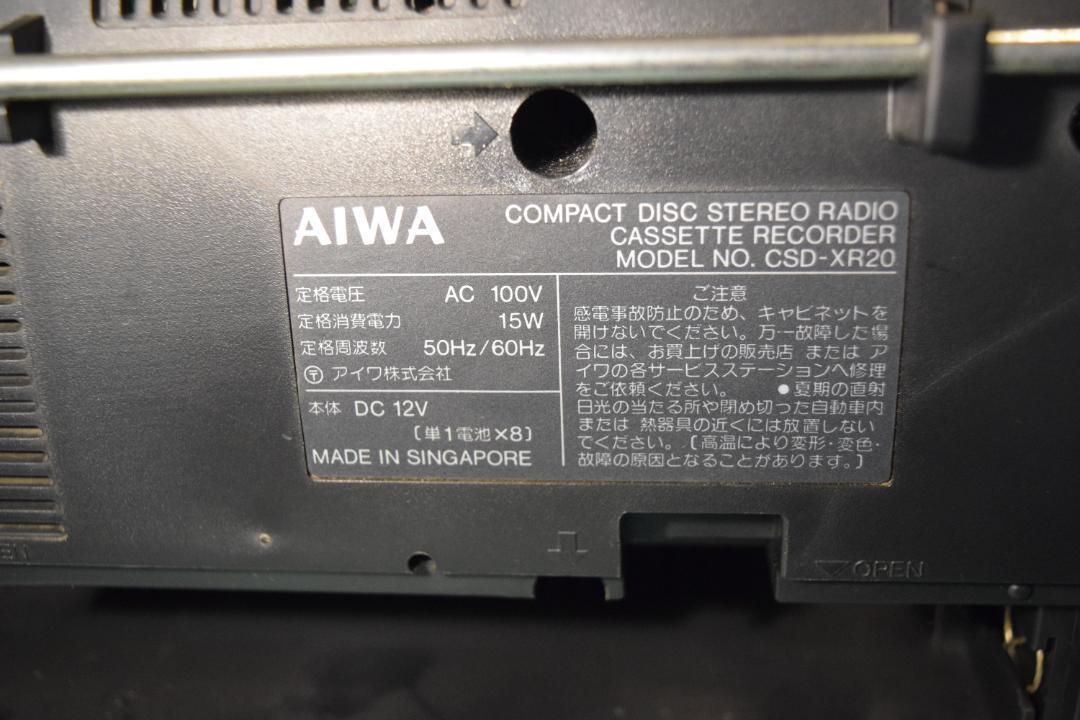 AIWA
COMPACT DISC STEREO RADIO
CASSETTE RECORDER
MODEL NO. CSD-XR20
定格電圧 AC 100V
定格消費電力 15W
定格周波数 50Hz/60Hz
〒 アイワ株式会社
本体 DC 12V
〔単1電池×8〕
MADE IN SINGAPORE
ご注意
感電事故防止のため、キャビネットを
開けないでください。万一故障した場
合には、お買上げの販売店 または ア
イワの各サービスステーションへ修理
をご依頼ください。 ●夏期の直射
日光の当たる所や閉め切った自動車内
または 熱器具の近くには放置しない
でください。〔高温により変形・変色・
故障の原因となることがあります。〕
OPEN